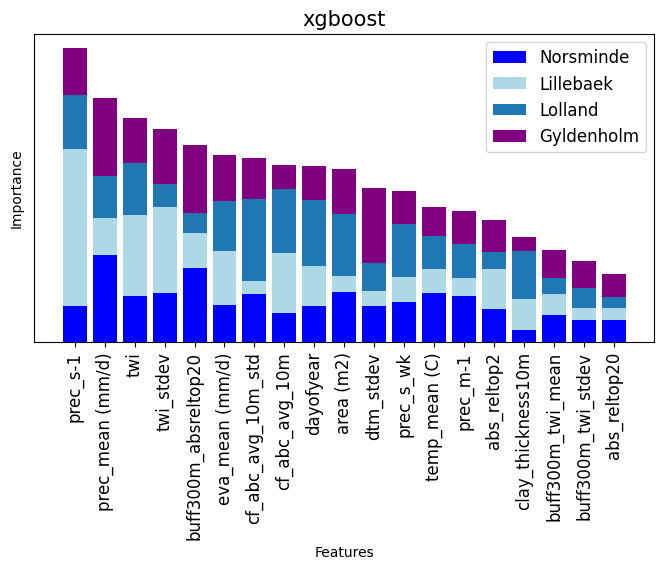 xgboost
Norsminde
Lillebaek
Lolland
Gyldenholm
Importance
prec_s-1
prec_mean (mm/d)
twi
twi_stdev
buff300m_absreltop20
eva_mean (mm/d)
cf_abc_avg_10m_std
cf_abc_avg_10m
dayofyear
area (m2)
dtm_stdev
prec_s_wk
temp_mean (C)
prec_m-1
abs_reltop2
clay_thickness10m
buff300m_twi_mean
buff300m_twi_stdev
abs_reltop20
Features